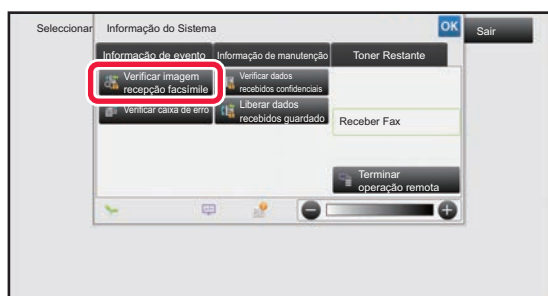 Seleccionar
Informação do Sistema
OK
Sair
Informação de evento
Informação de manutenção
Toner Restante
Verificar imagem
recepção facsímile
Verificar dados
recebidos confidenciais
Verificar caixa de erro
Liberar dados
recebidos guardado
Receber Fax
Terminar
operação remota